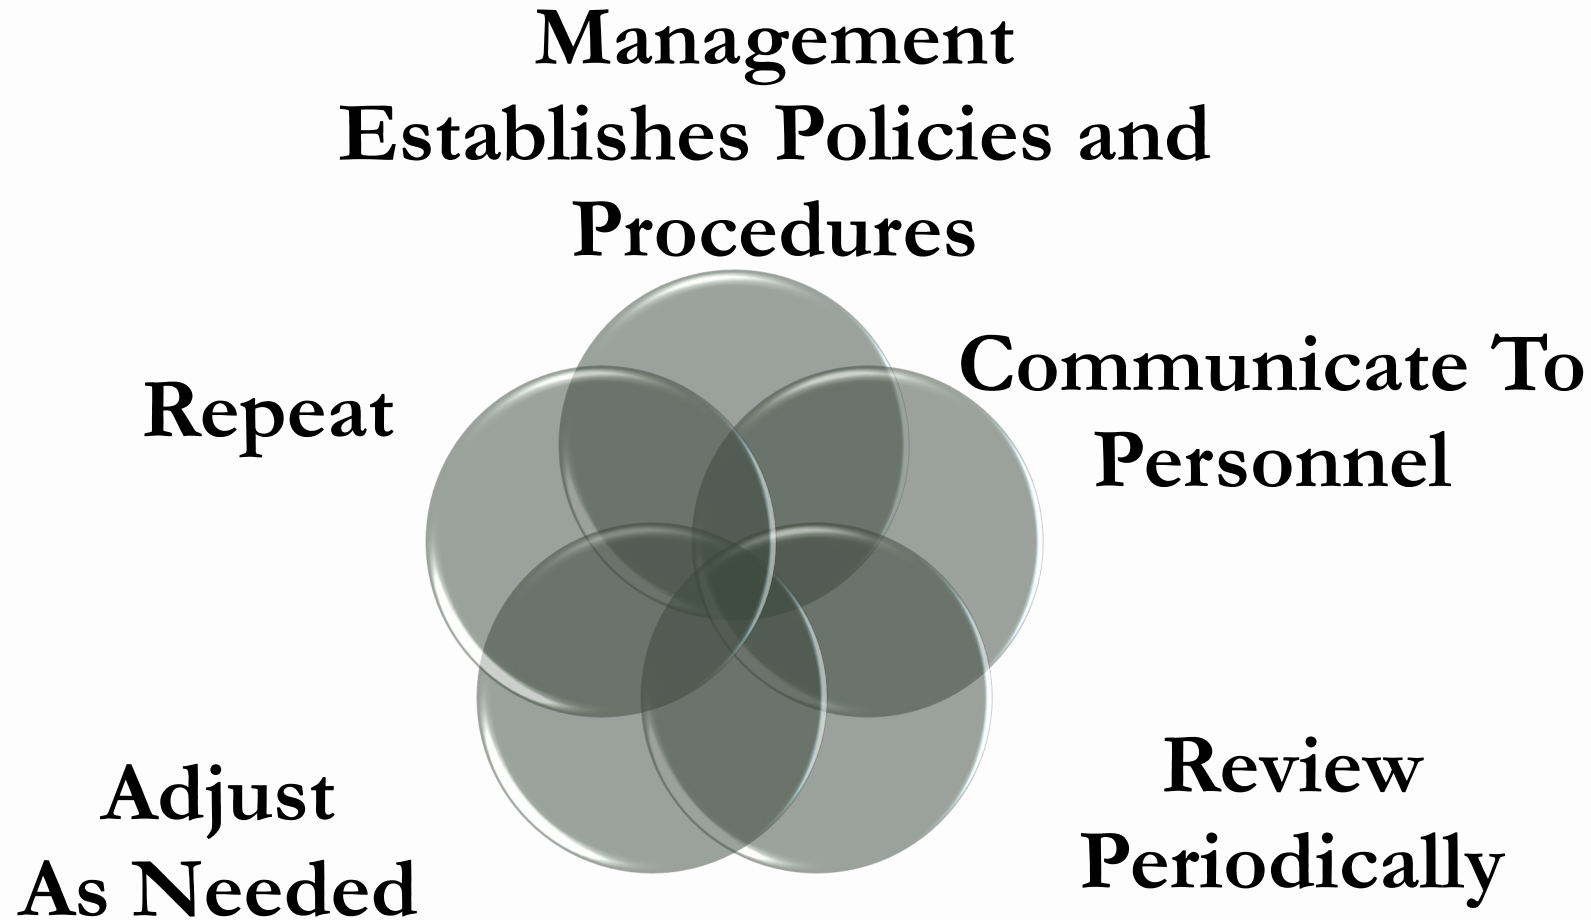 Management
Establishes Policies and
Procedures
Communicate To
Personnel
Review
Periodically
Adjust
As Needed
Repeat